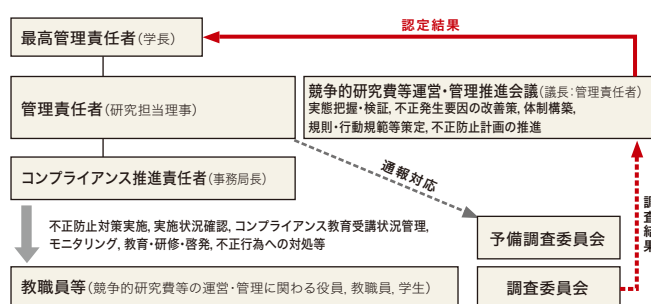 最高管理責任者(学長)
認定結果
管理責任者(研究担当理事)
競争的研究費等運営・管理推進会議(議長:管理責任者)
実態把握・検証, 不正発生要因の改善策, 体制構築,
規則・行動規範等策定, 不正防止計画の推進
コンプライアンス推進責任者(事務局長)
通報対応
調査結果
不正防止対策実施, 実施状況確認, コンプライアンス教育受講状況管理,
モニタリング, 教育・研修・啓発, 不正行為への対処等
予備調査委員会
教職員等(競争的研究費等の運営・管理に関わる役員, 教職員, 学生)
調査委員会